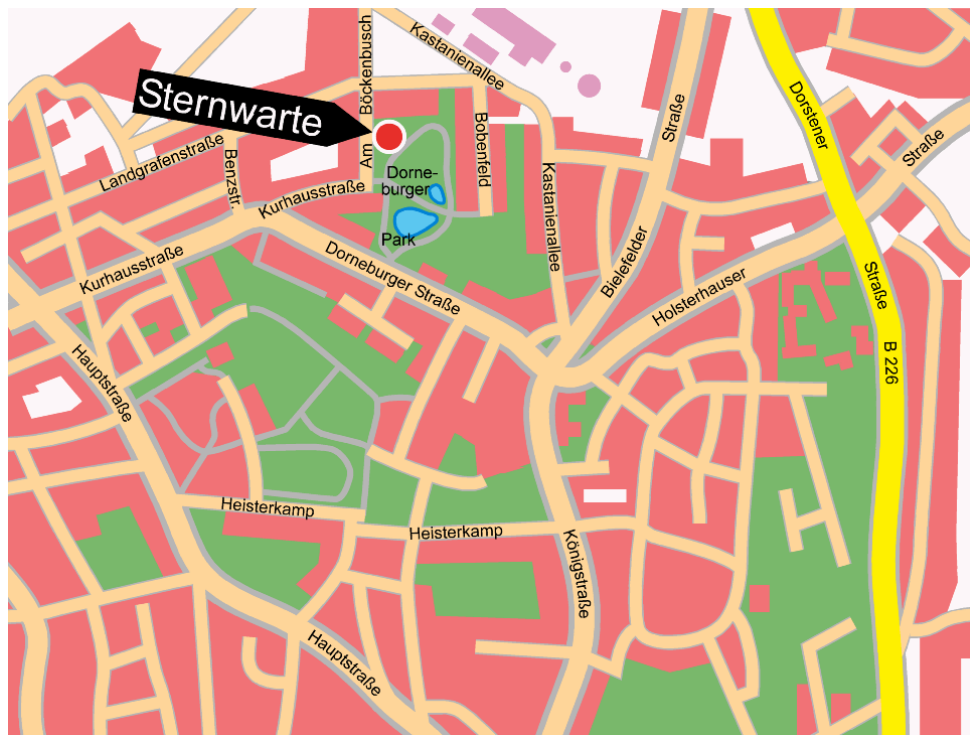 Kastanienallee
Am Böckenbusch
Sternwarte
Straße
Dorstener
Straße
Landgrafenstraße
Benzstr.
Bobenfeld
Dorne-
burger
Park
Kurhausstraße
Kastanienallee
Kurhausstraße
Dorneburger Straße
Bielefelder
Holsterhauser
Straße
B 226
Hauptstraße
Heisterkamp
Heisterkamp
Königstraße
Hauptstraße